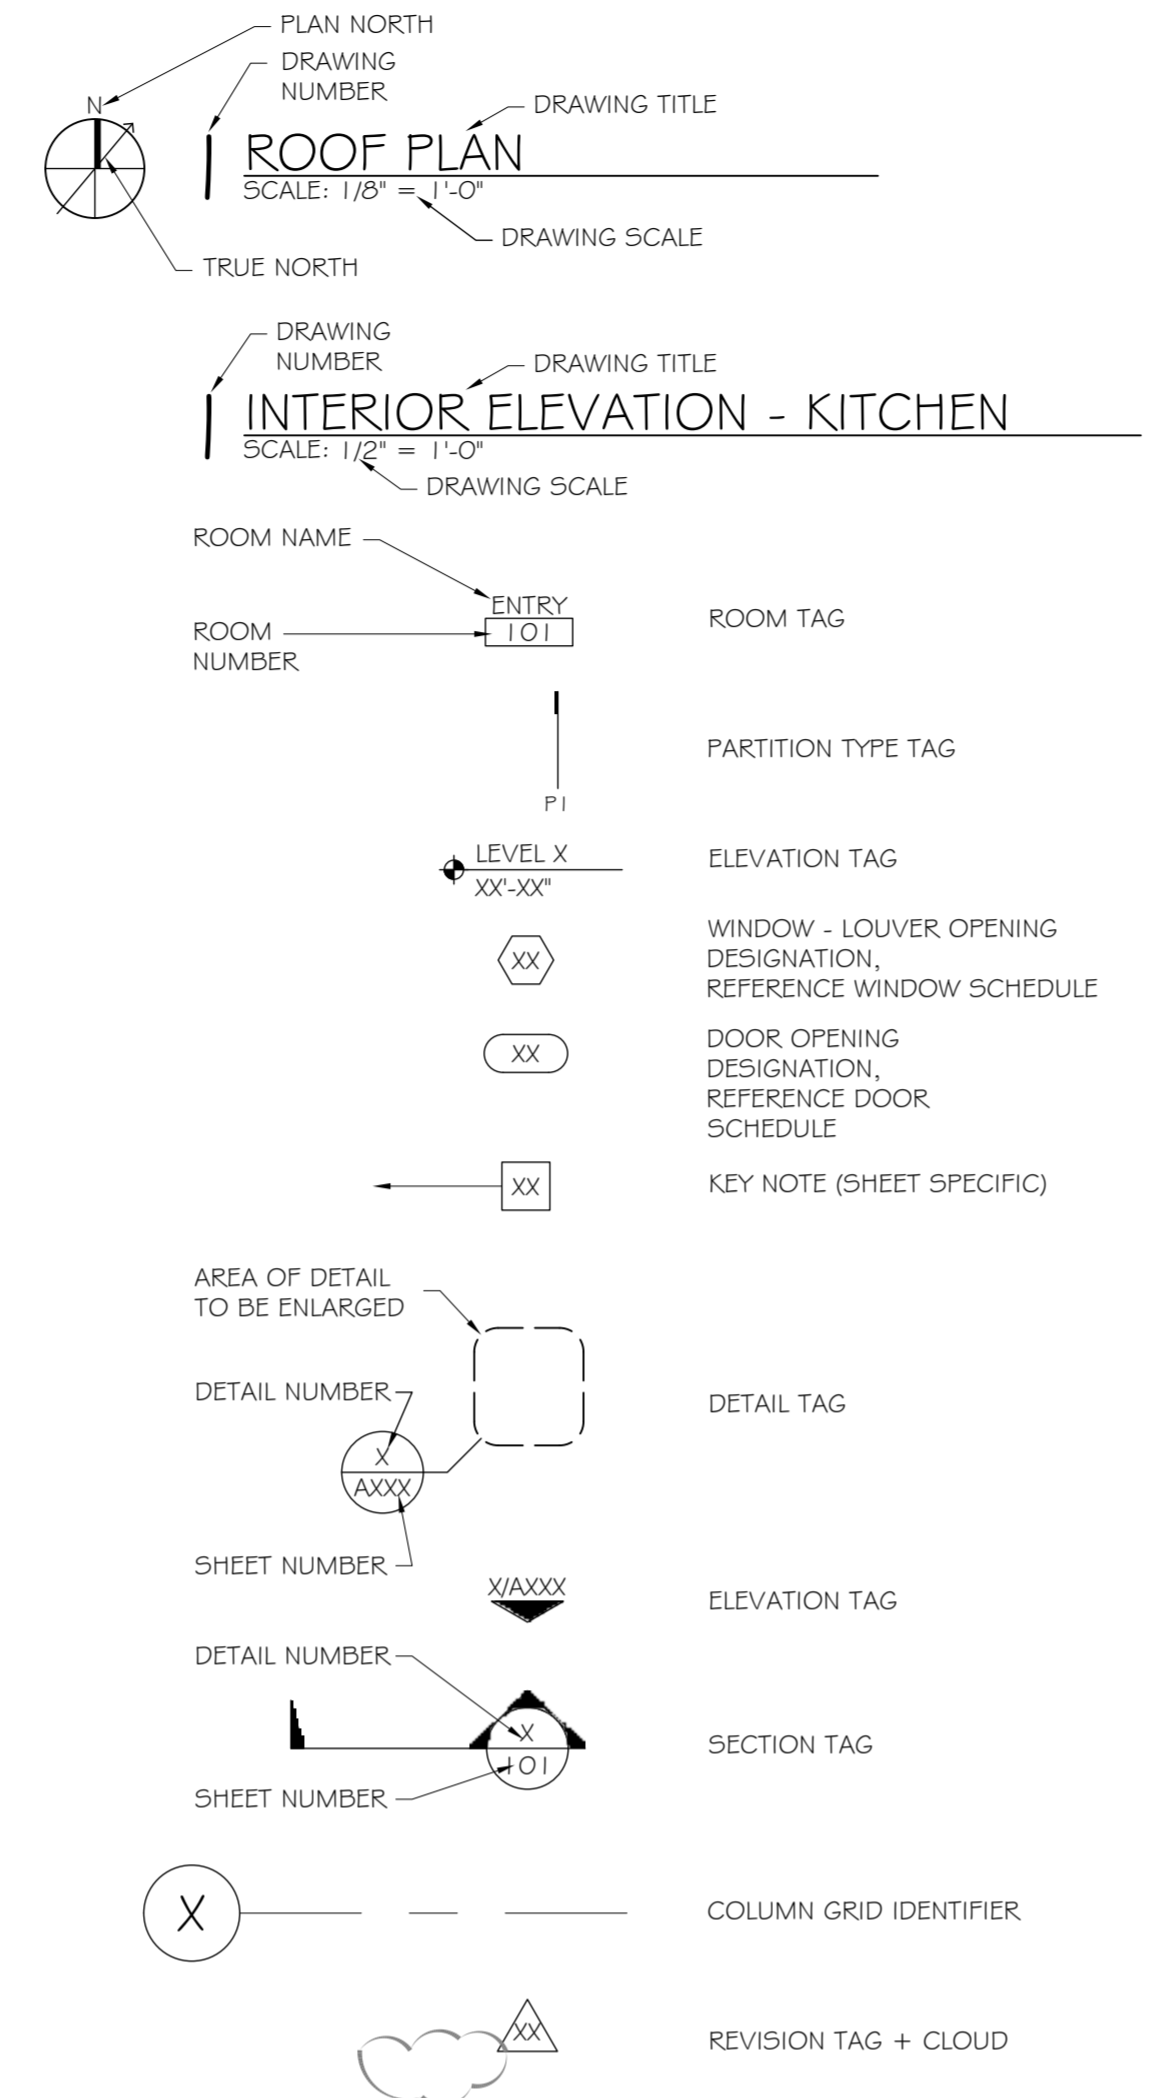 PLAN NORTH
DRAWING
NUMBER
N
DRAWING TITLE
1
ROOF PLAN
SCALE: 1/8" = 1'-0"
DRAWING SCALE
TRUE NORTH
DRAWING
NUMBER
DRAWING TITLE
1
INTERIOR ELEVATION - KITCHEN
SCALE: 1/2" = 1'-0"
DRAWING SCALE
ROOM NAME
ENTRY
101
ROOM
NUMBER
ROOM TAG
P1
PARTITION TYPE TAG
LEVEL X
XX'-XX"
ELEVATION TAG
XX
WINDOW - LOUVER OPENING
DESIGNATION,
REFERENCE WINDOW SCHEDULE
XX
DOOR OPENING
DESIGNATION,
REFERENCE DOOR
SCHEDULE
XX
KEY NOTE (SHEET SPECIFIC)
AREA OF DETAIL
TO BE ENLARGED
DETAIL NUMBER
X
AXXX
SHEET NUMBER
DETAIL TAG
X/AXXX
ELEVATION TAG
DETAIL NUMBER
X
101
SHEET NUMBER
SECTION TAG
X
COLUMN GRID IDENTIFIER
XX
REVISION TAG + CLOUD